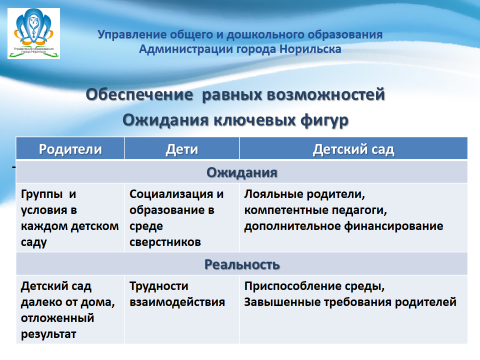 Управление общего и дошкольного образования
Администрации города Норильска
Обеспечение равных возможностей
Ожидания ключевых фигур
Родители Дети Детский сад
Ожидания
Группы и
условия в
каждом детском
саду
Социализация и
образование в
среде
сверстников
Лояльные родители,
компетентные педагоги,
дополнительное финансирование
Реальность
Детский сад
далеко от дома,
отложенный
результат
Трудности
взаимодействия
Приспособление среды,
Завышенные требования родителей